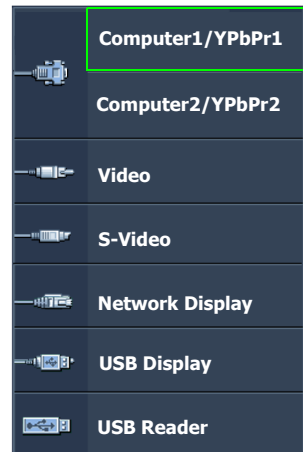 Computer1/YPbPr1
Computer2/YPbPr2
Video
S-Video
Network Display
USB Display
USB Reader